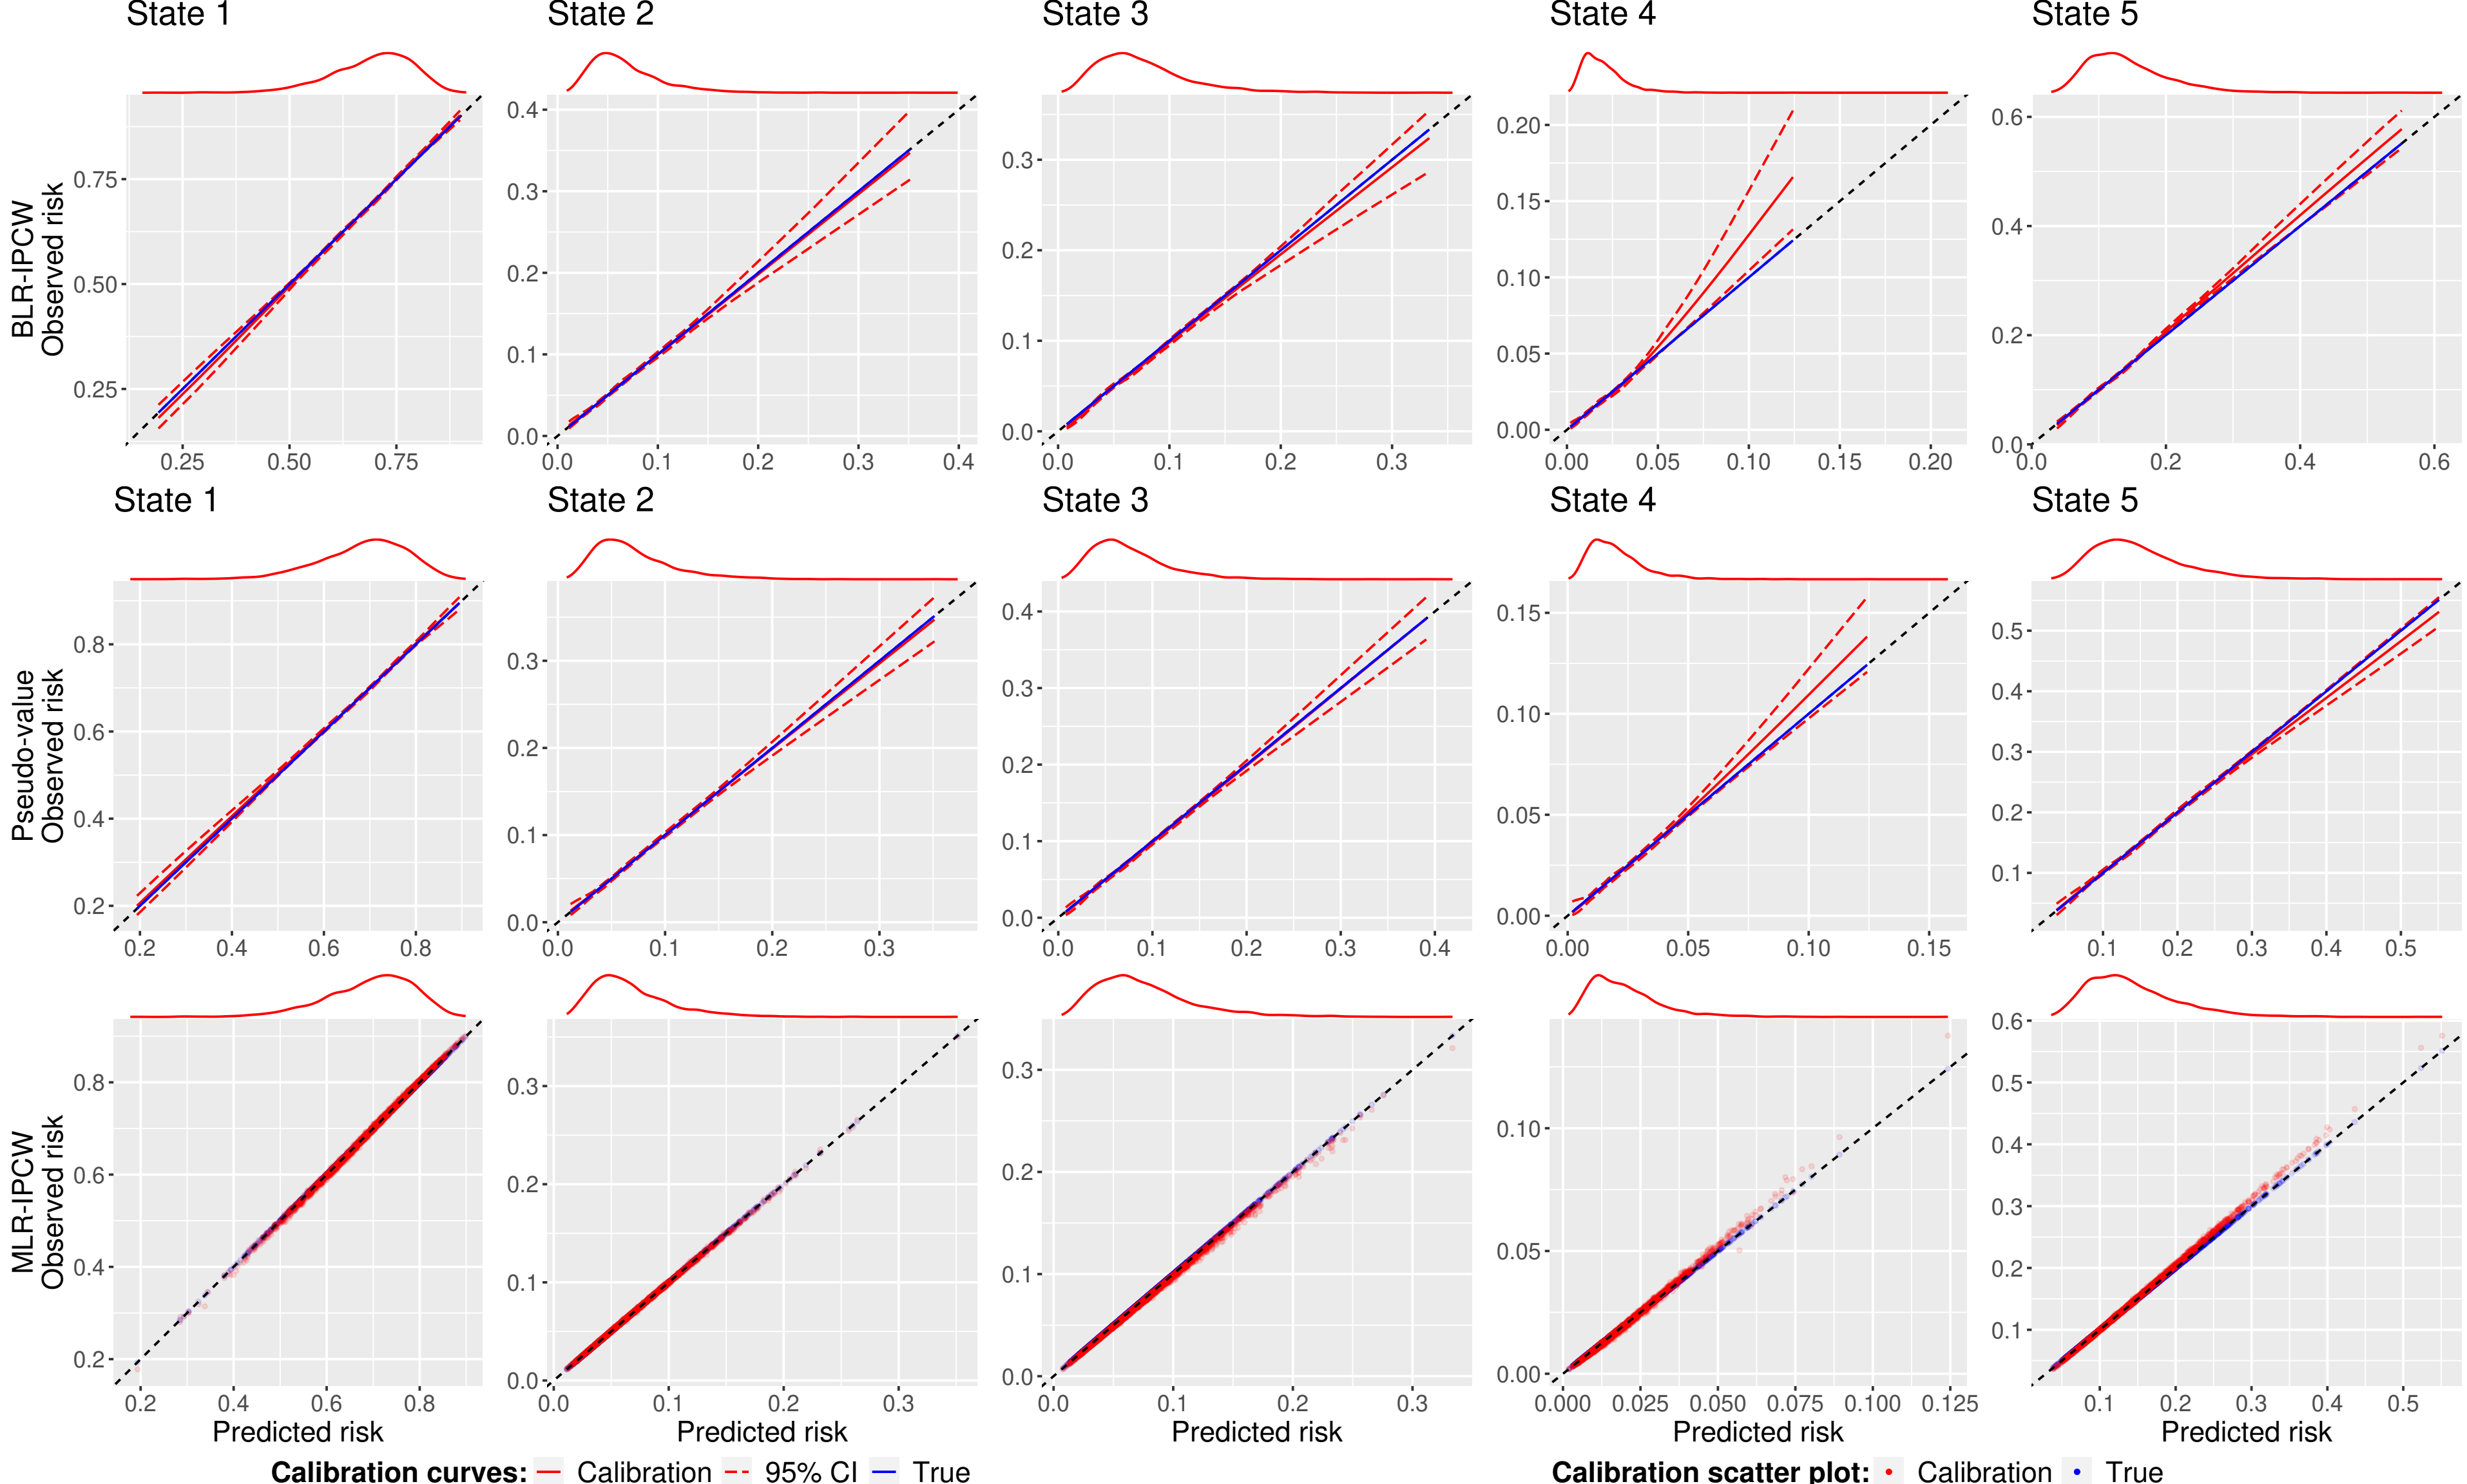 State 1 State 2 State 3 State 4 State 5
BLR-IPCW
Observed risk
0.75
0.50
0.25
0.25 0.50 0.75
0.4
0.3
0.2
0.1
0.0
0.0 0.1 0.2 0.3 0.4
0.3
0.2
0.1
0.0
0.0 0.1 0.2 0.3
0.20
0.15
0.10
0.05
0.00
0.00 0.05 0.10 0.15 0.20
0.6
0.4
0.2
0.0
0.0 0.2 0.4 0.6
State 1 State 2 State 3 State 4 State 5
Pseudo-value
Observed risk
0.8
0.6
0.4
0.2
0.2 0.4 0.6 0.8
0.3
0.2
0.1
0.0
0.0 0.1 0.2 0.3
0.4
0.3
0.2
0.1
0.0
0.0 0.1 0.2 0.3 0.4
0.15
0.10
0.05
0.00
0.00 0.05 0.10 0.15
0.5
0.4
0.3
0.2
0.1
0.1 0.2 0.3 0.4 0.5
MLR-IPCW
Observed risk
0.8
0.6
0.4
0.2
0.2 0.4 0.6 0.8
Predicted risk
0.3
0.2
0.1
0.0
0.0 0.1 0.2 0.3
Predicted risk
0.3
0.2
0.1
0.0
0.0 0.1 0.2 0.3
Predicted risk
0.10
0.05
0.00
0.000 0.025 0.050 0.075 0.100 0.125
Predicted risk
0.6
0.5
0.4
0.3
0.2
0.1
0.1 0.2 0.3 0.4 0.5
Predicted risk
Calibration curves: Calibration 95% CI True
Calibration scatter plot: Calibration True